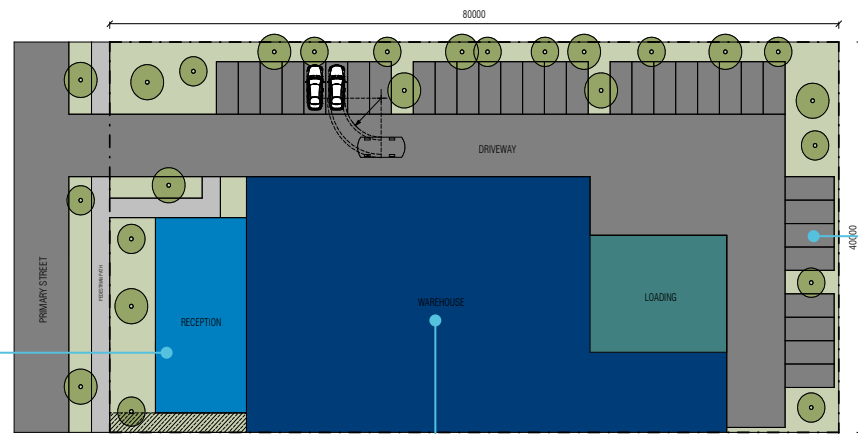 80000
DRIVEWAY
40000
PRIMARY STREET
PEDESTRIAN PATH
RECEPTION
WAREHOUSE
LOADING